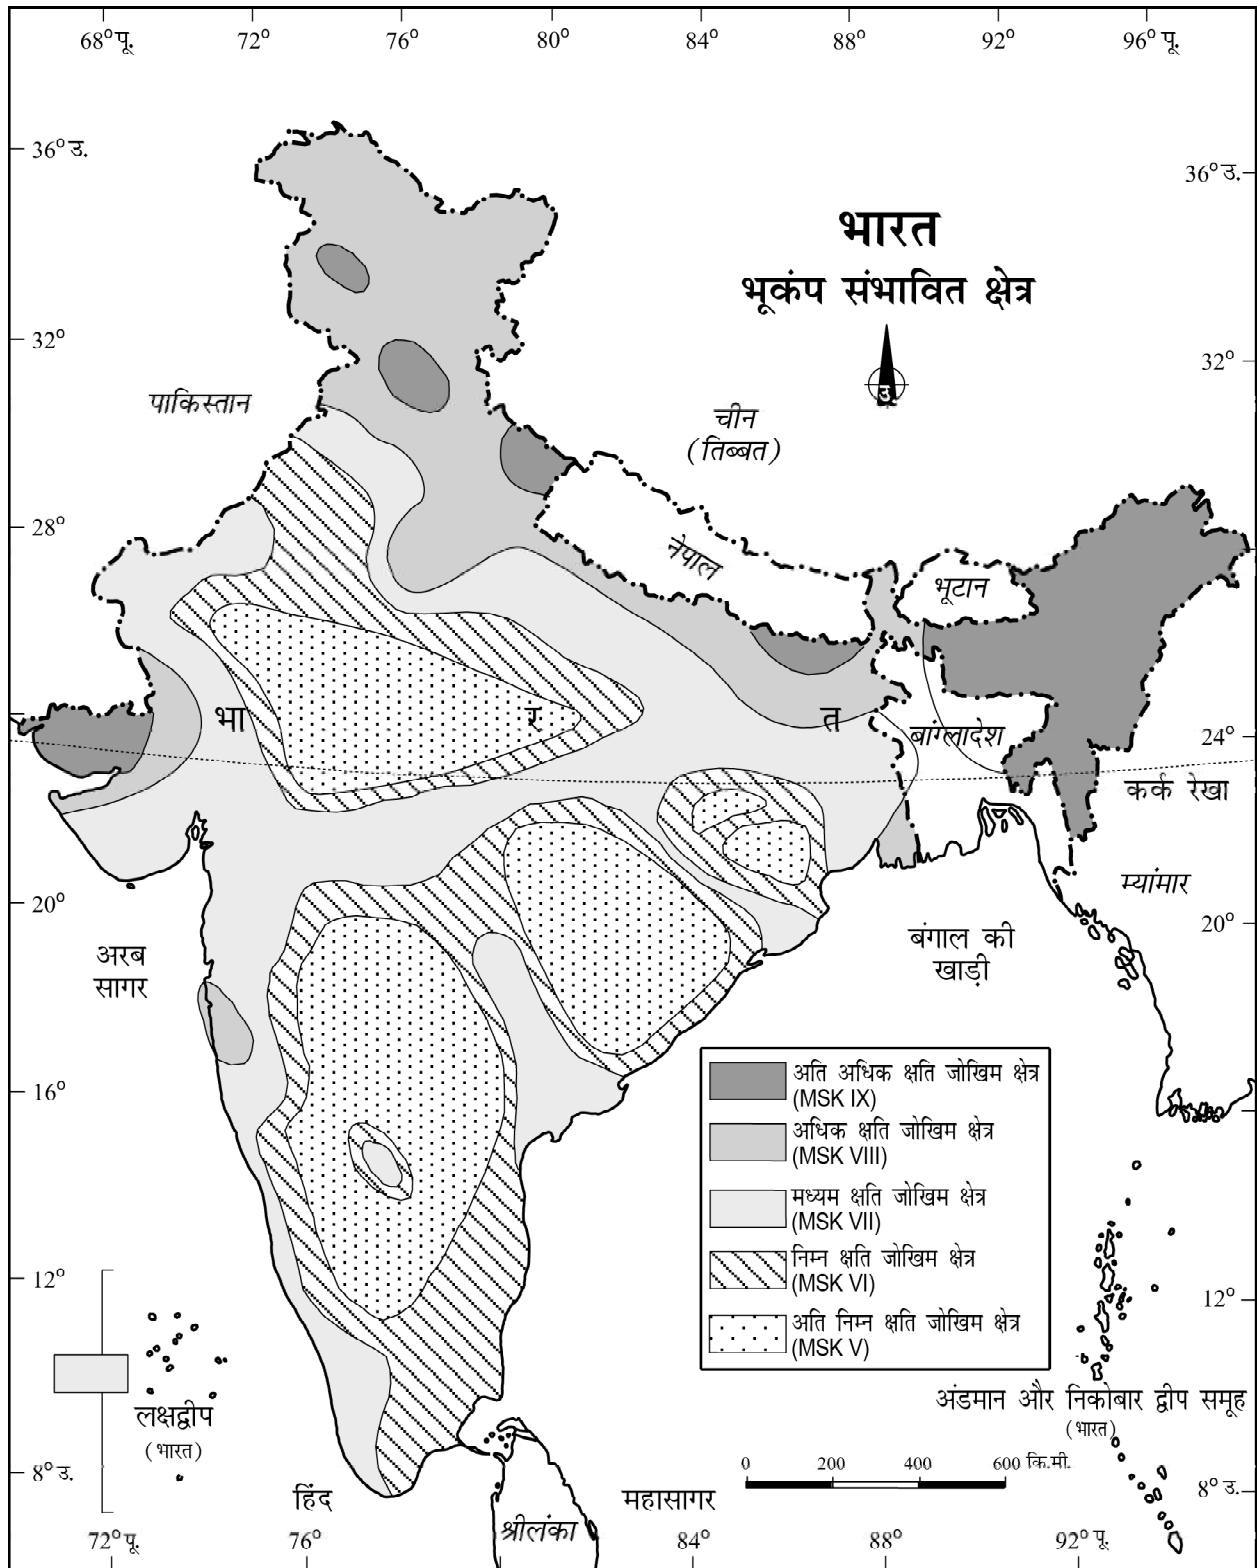 68° पू. 72° 76° 80° 84° 88° 92° 96° पू.
36° उ.
36° उ.
भारत
भूकंप संभावित क्षेत्र
उ
32°
32°
पाकिस्तान
चीन
(तिब्बत)
28°
नेपाल
भूटान
भा र त
बांग्लादेश
24°
कर्क रेखा
म्यांमार
20°
20°
अरब
सागर
बंगाल की
खाड़ी
16°
अति अधिक क्षति जोखिम क्षेत्र
(MSK IX)
अधिक क्षति जोखिम क्षेत्र
(MSK VIII)
मध्यम क्षति जोखिम क्षेत्र
(MSK VII)
निम्न क्षति जोखिम क्षेत्र
(MSK VI)
अति निम्न क्षति जोखिम क्षेत्र
(MSK V)
12°
12°
लक्षद्वीप
(भारत)
अंडमान और निकोबार द्वीप समूह
(भारत)
0 200 400 600 कि.मी.
8° उ.
8° उ.
हिंद महासागर
श्रीलंका
72° पू. 76° 84° 88° 92° पू.